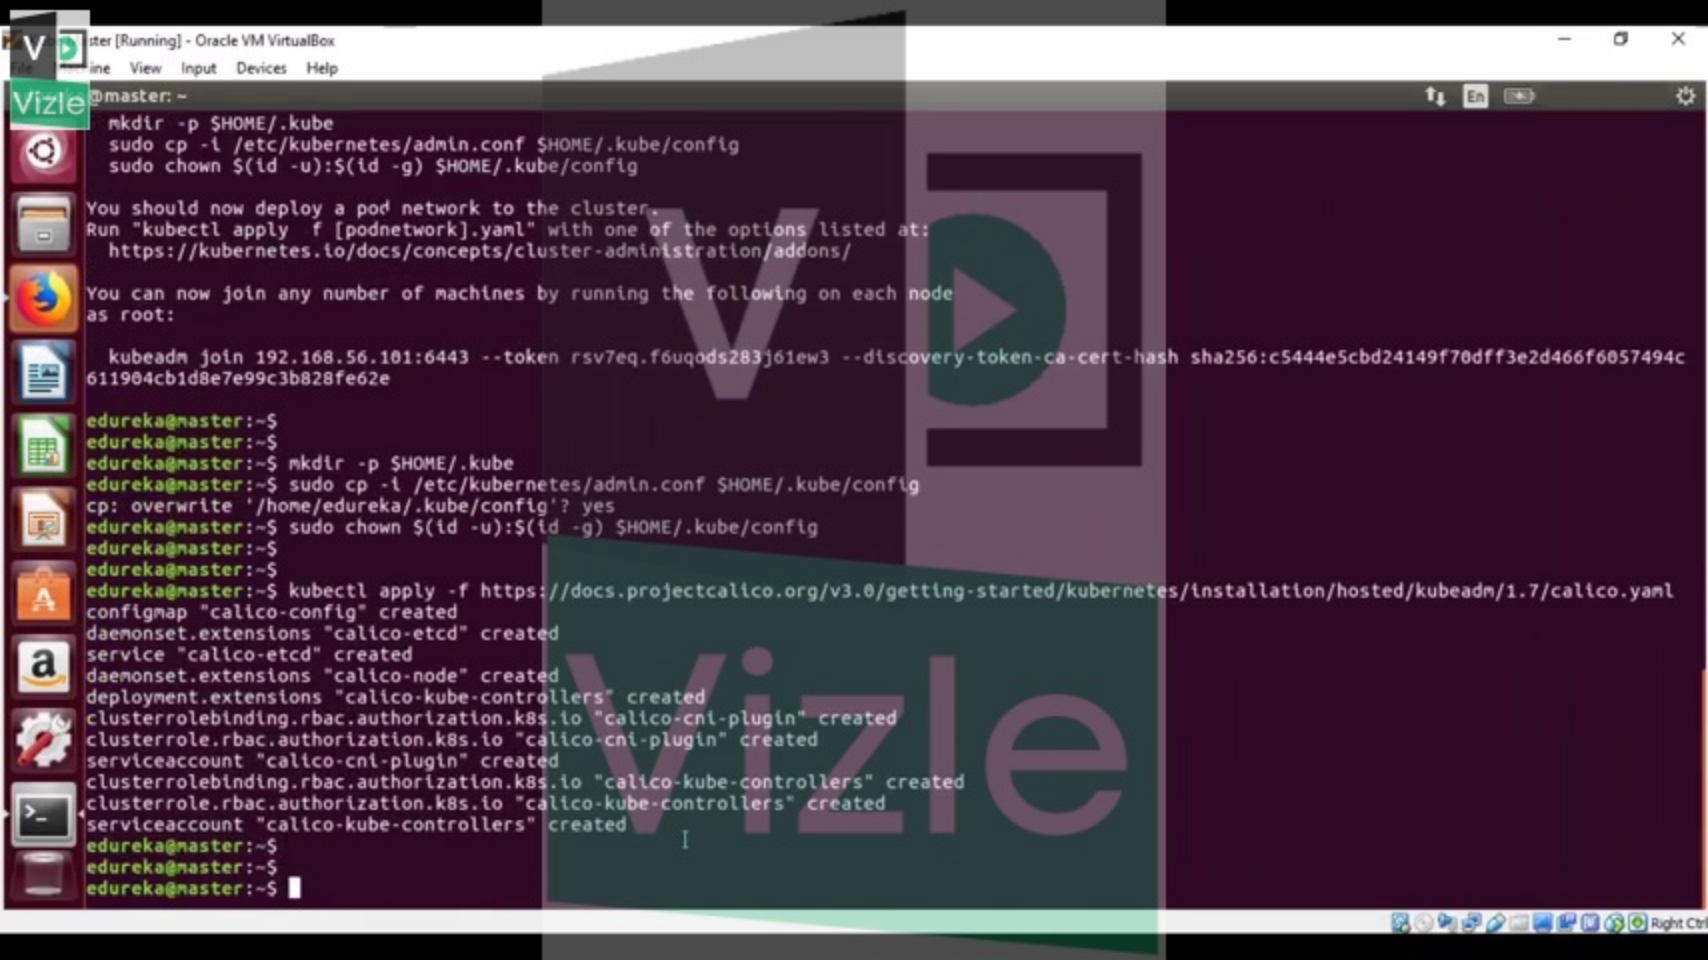 V
ster [Running] - Oracle VM VirtualBox
View Input Devices Help
Vizle
@master: ~
En
mkdir -p $HOME/.kube
sudo cp -i /etc/kubernetes/admin.conf $HOME/.kube/config
sudo chown $(id -u):$(id -g) $HOME/.kube/config
You should now deploy a pod network to the cluster.
Run "kubectl apply f [podnetwork].yaml" with one of the options listed at:
https://kubernetes.io/docs/concepts/cluster-administration/addons/
You can now join any number of machines by running the following on each node
as root:
kubeadm join 192.168.56.101:6443 --token rsv7eq.f6uqods283j61ew3 --discovery-token-ca-cert-hash sha256:c5444e5cbd24149f70dff3e2d466f6057494c
611904cb1d8e7e99c3b828fe62e
edureka@master:~$
edureka@master:~$
edureka@master:~$ mkdir -p $HOME/.kube
edureka@master:~$ sudo cp -i /etc/kubernetes/admin.conf $HOME/.kube/config
cp: overwrite '/home/edureka/.kube/config'? yes
edureka@master:~$ sudo chown $(id -u):$(id -g) $HOME/.kube/config
edureka@master:~$
edureka@master:~$
edureka@master:~$ kubectl apply -f https://docs.projectcalico.org/v3.0/getting-started/kubernetes/installation/hosted/kubeadm/1.7/calico.yaml
configmap "calico-config" created
daemonset.extensions "calico-etcd" created
service "calico-etcd" created
daemonset.extensions "calico-node" created
deployment.extensions "calico-kube-controllers" created
clusterrolebinding.rbac.authorization.k8s.io "calico-cni-plugin" created
clusterrole.rbac.authorization.k8s.io "calico-cni-plugin" created
serviceaccount "calico-cni-plugin" created
clusterrolebinding.rbac.authorization.k8s.io "calico-kube-controllers" created
clusterrole.rbac.authorization.k8s.io "calico-kube-controllers" created
serviceaccount "calico-kube-controllers" created
edureka@master:~$
edureka@master:~$
edureka@master:~$
V
Vizle
Right Ctrl